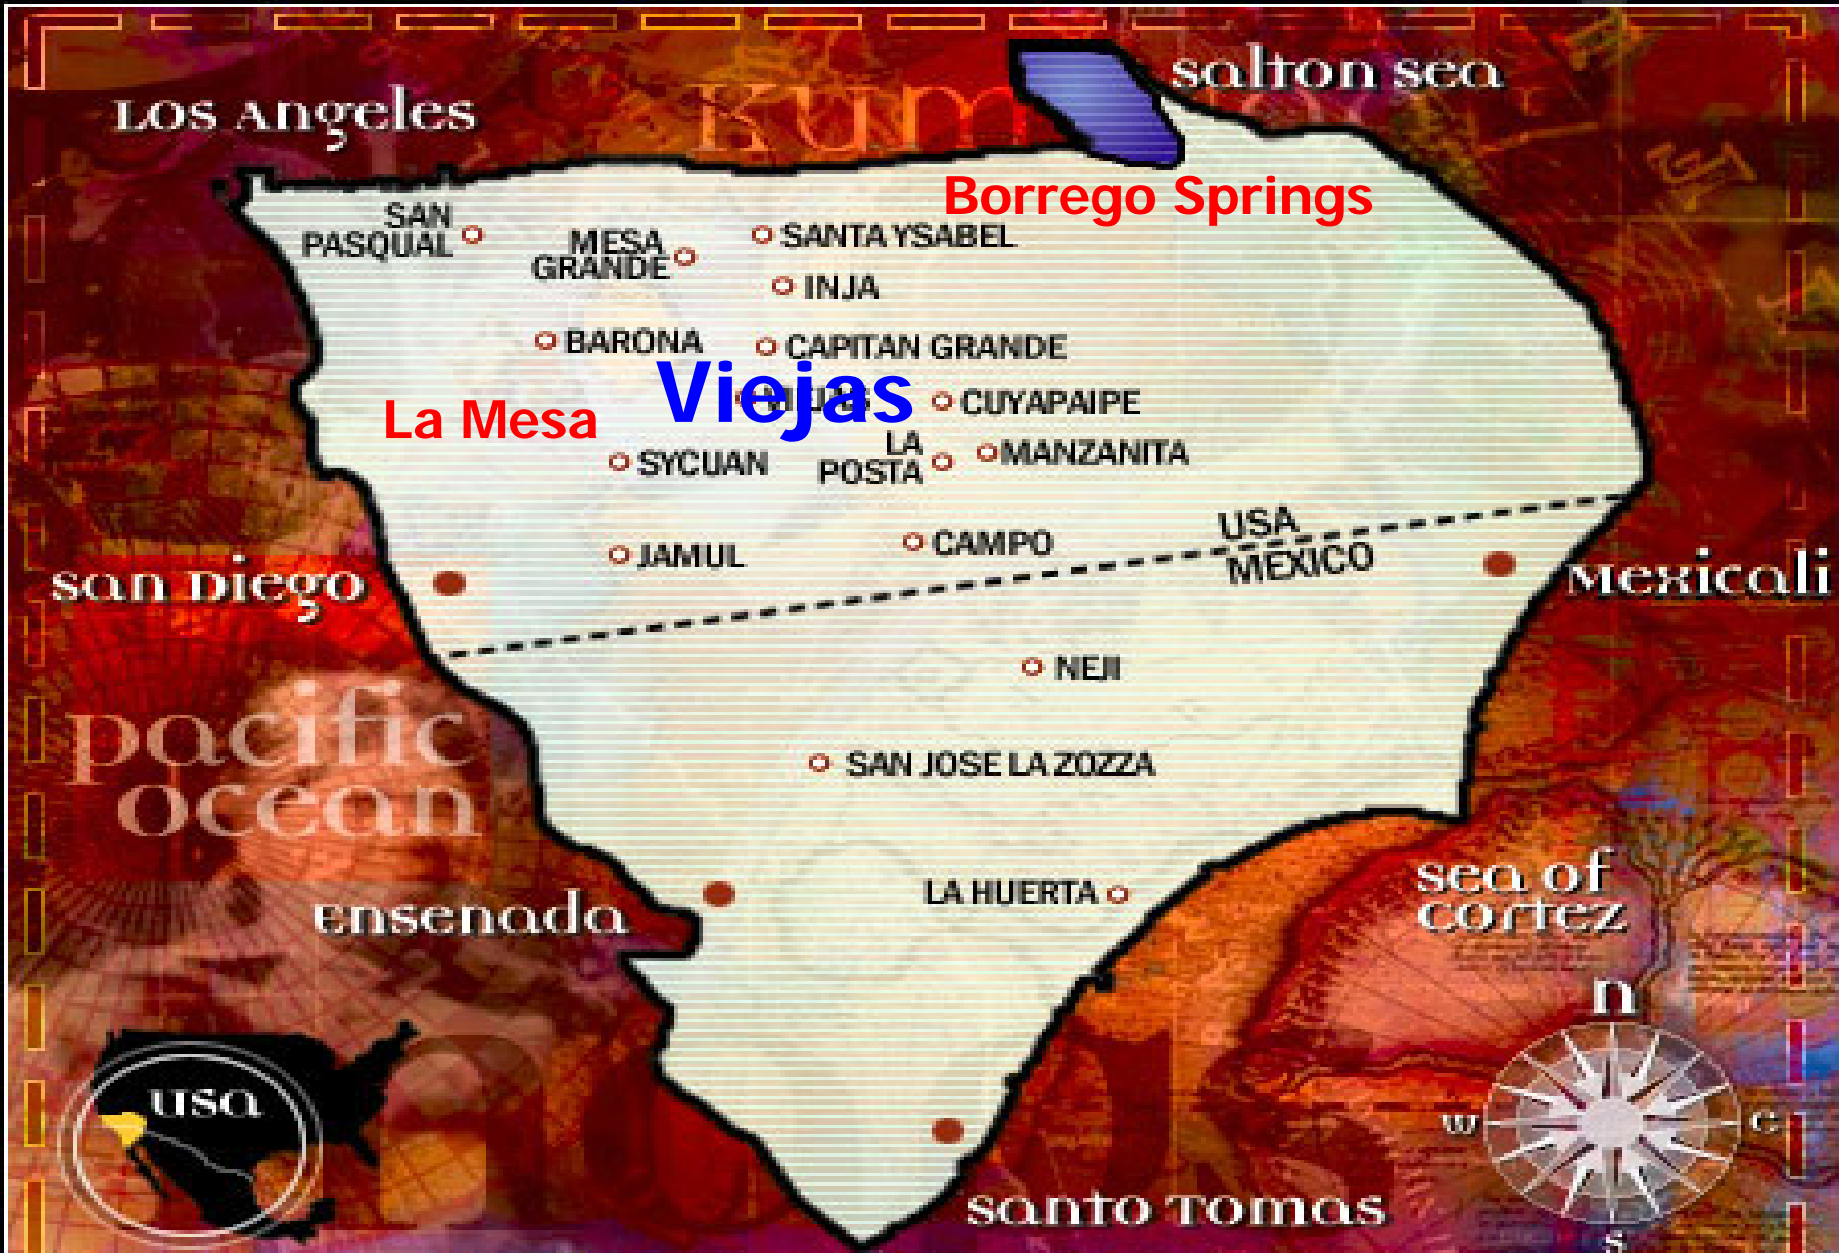 Salton Sea
Los Angeles
Kum
Borrego Springs
SAN
PASQUAL
MESA
GRANDE
SANTA YSABEL
INJA
BARONA
CAPITAN GRANDE
Viejas
CUYAPAIPE
La Mesa
LA
POSTA
MANZANITA
SYCUAN
USA
MEXICO
CAMPO
JAMUL
San Diego
Mexicali
NEJI
pacific
ocean
SAN JOSE LA ZOZZA
LA HUERTA
Sea of
Cortez
Ensenada
n
usa
w
e
Santo Tomas
s